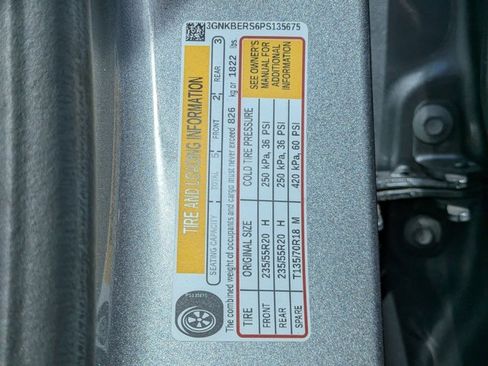 3GNKBERS6PS135675
TIRE AND LOADING INFORMATION
SEATING CAPACITY TOTAL 5 FRONT 2 REAR 3
The combined weight of occupants and cargo must never exceed 826 kg or 1822 lbs.
TIRE ORIGINAL SIZE COLD TIRE PRESSURE
FRONT 235/55R20 H 250 kPa, 36 PSI
REAR 235/55R20 H 250 kPa, 36 PSI
SPARE T135/70R18 M 420 kPa, 60 PSI
SEE OWNER'S
MANUAL FOR
ADDITIONAL
INFORMATION
PS135675